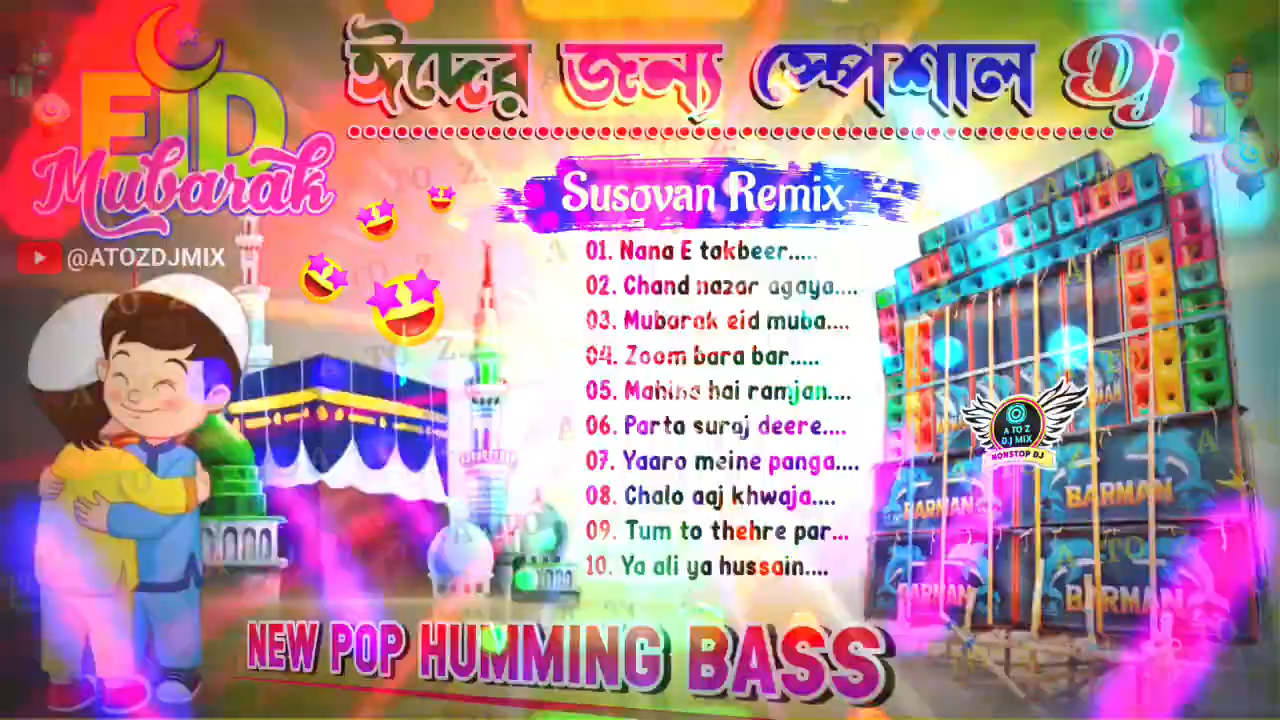 ঈদের জন্য স্পেশাল Dj
EID
Mubarak
@ATOZDJMIX
Susovan Remix
01. Nana E takbeer.....
02. Chand nazar agaya....
03. Mubarak eid muba....
04. Zoom bara bar.....
05. Mahina hai ramjan....
06. Parta suraj deere....
07. Yaaro meine panga....
08. Chalo aaj khwaja....
09. Tum to thehre par...
10. Ya ali ya hussain....
A TO Z
DJ MIX
NONSTOP DJ
BARMAN
BARMAN
BARMAN
BARMAN
NEW POP HUMMING BASS